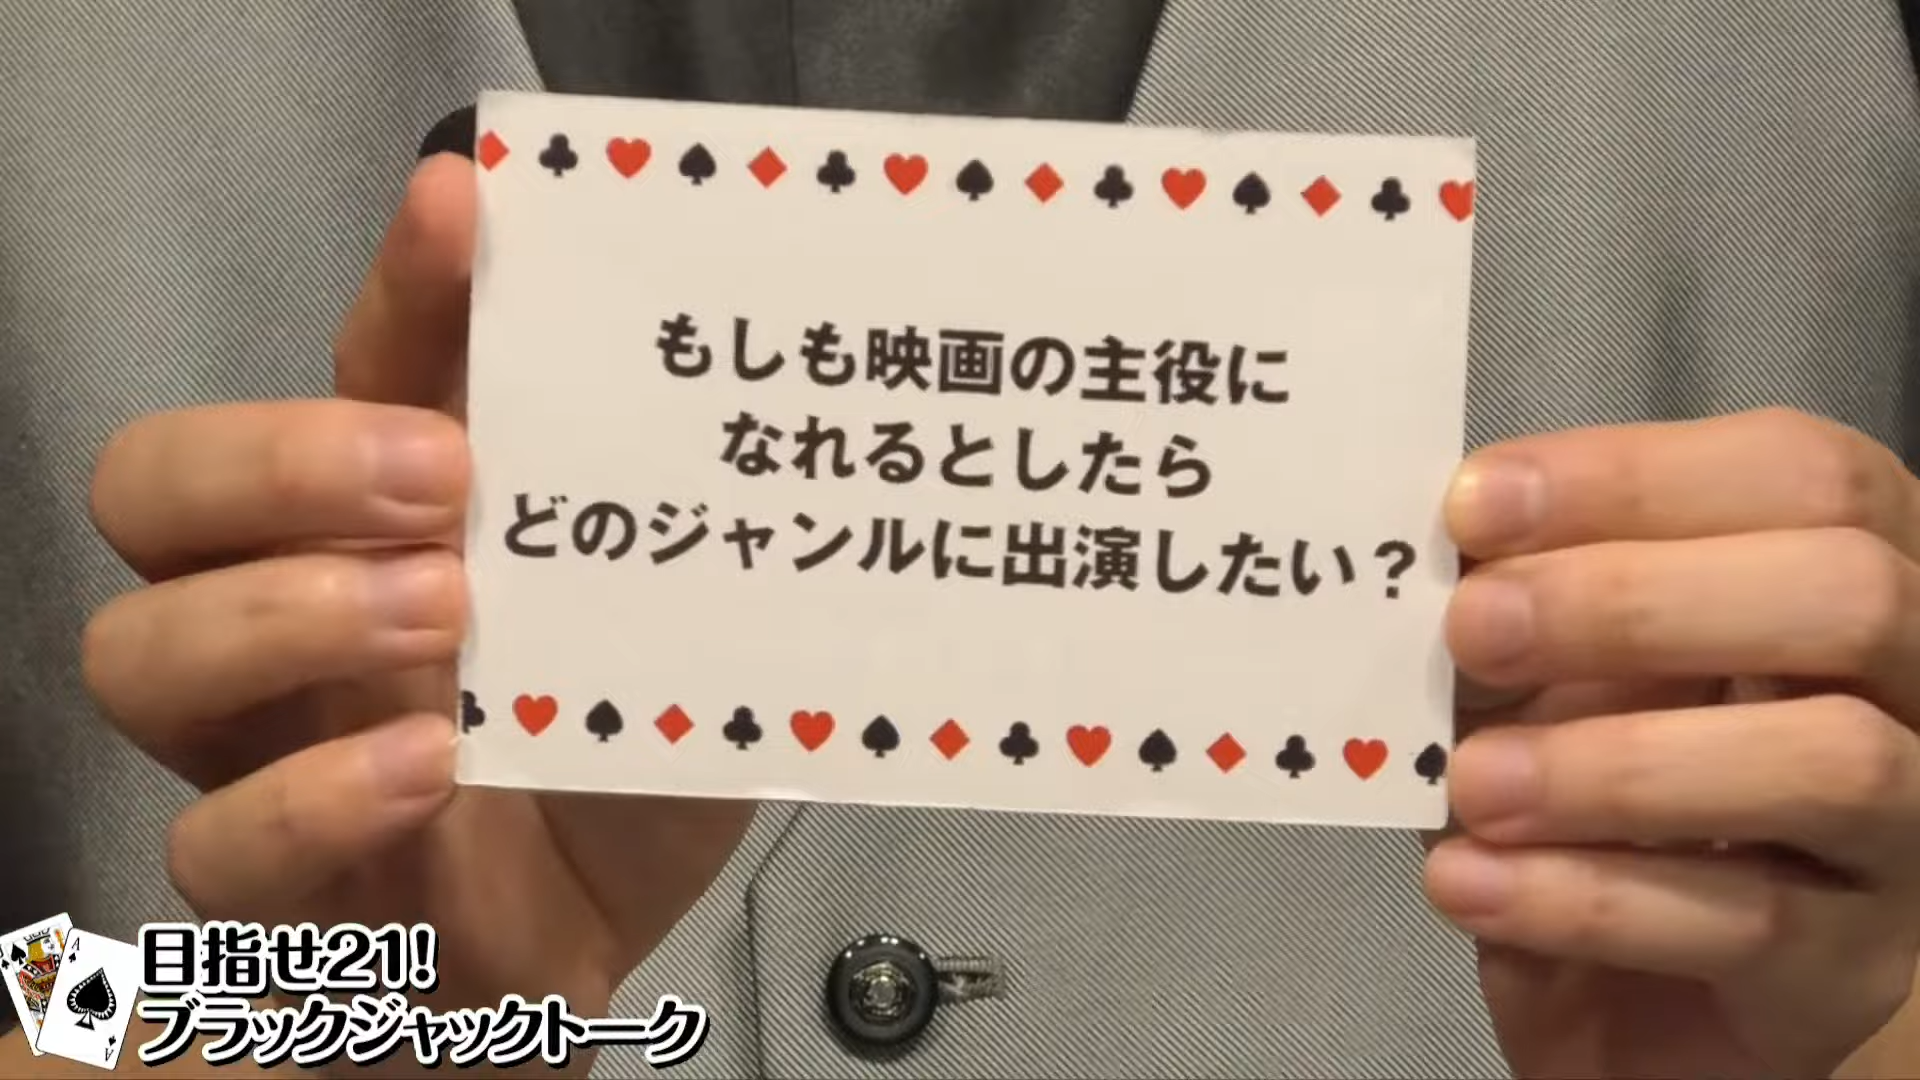 もしも映画の主役に
なれるとしたら
どのジャンルに出演したい？
目指せ21！
ブラックジャックトーク